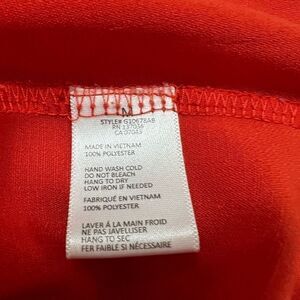 M
STYLE# G10678AB
RN 137036
CA 07043
MADE IN VIETNAM
100% POLYESTER
HAND WASH COLD
DO NOT BLEACH
HANG TO DRY
LOW IRON IF NEEDED
FABRIQUÉ EN VIETNAM
100% POLYESTER
LAVER À LA MAIN FROID
NE PAS JAVELLISER
HANG TO SEC
FER FAIBLE SI NÉCESSAIRE